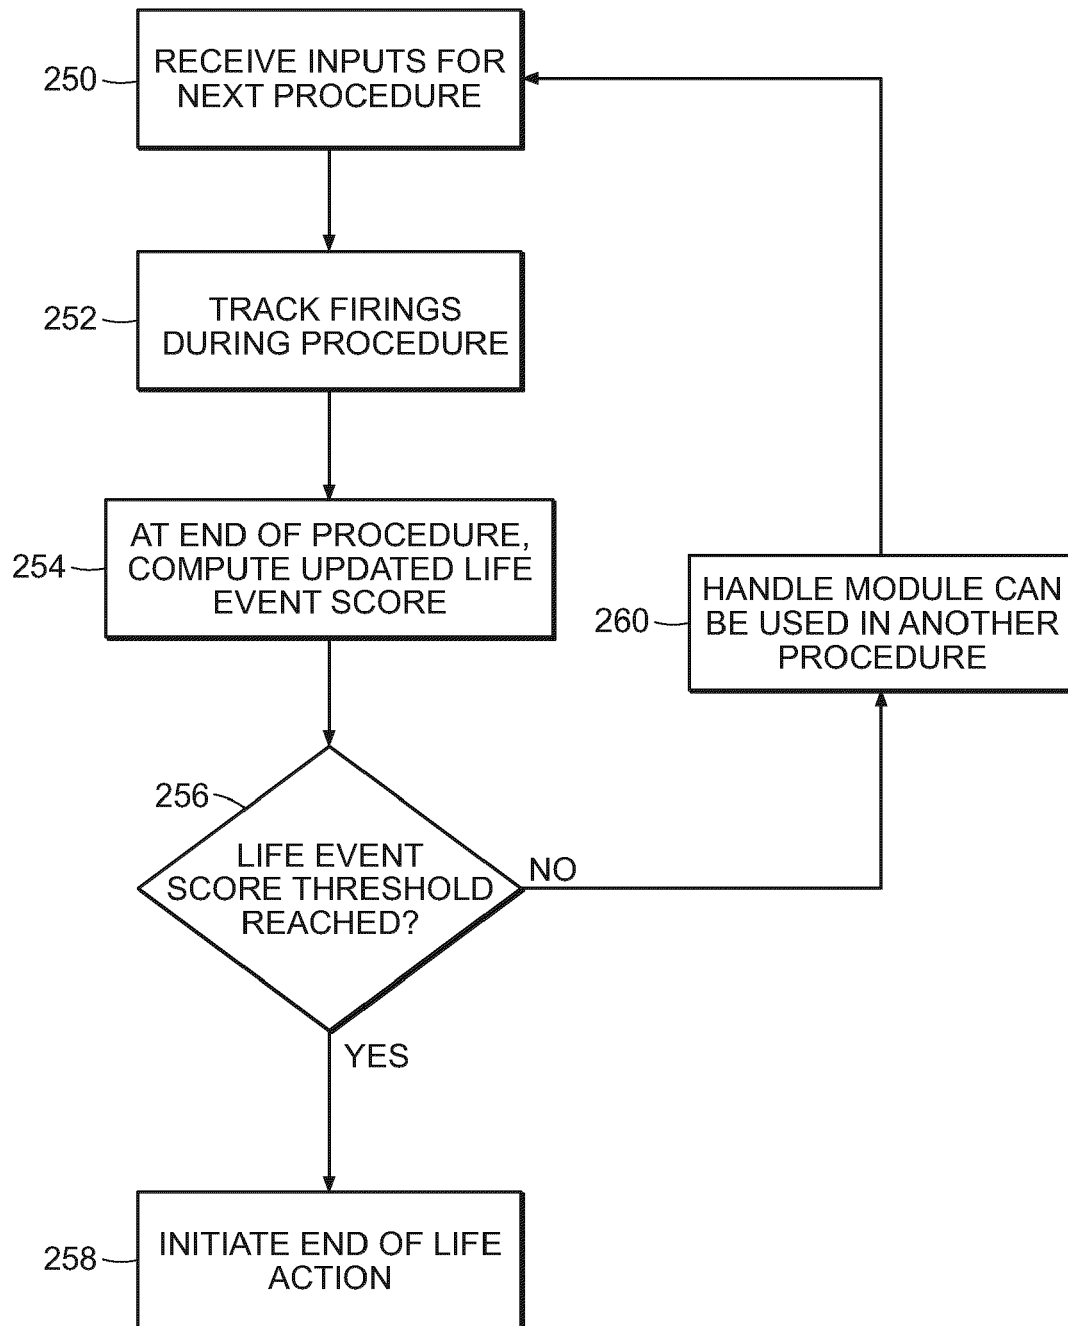 250
RECEIVE INPUTS FOR
NEXT PROCEDURE
252
TRACK FIRINGS
DURING PROCEDURE
254
AT END OF PROCEDURE,
COMPUTE UPDATED LIFE
EVENT SCORE
260
HANDLE MODULE CAN
BE USED IN ANOTHER
PROCEDURE
256
LIFE EVENT
SCORE THRESHOLD
REACHED?
NO
YES
258
INITIATE END OF LIFE
ACTION